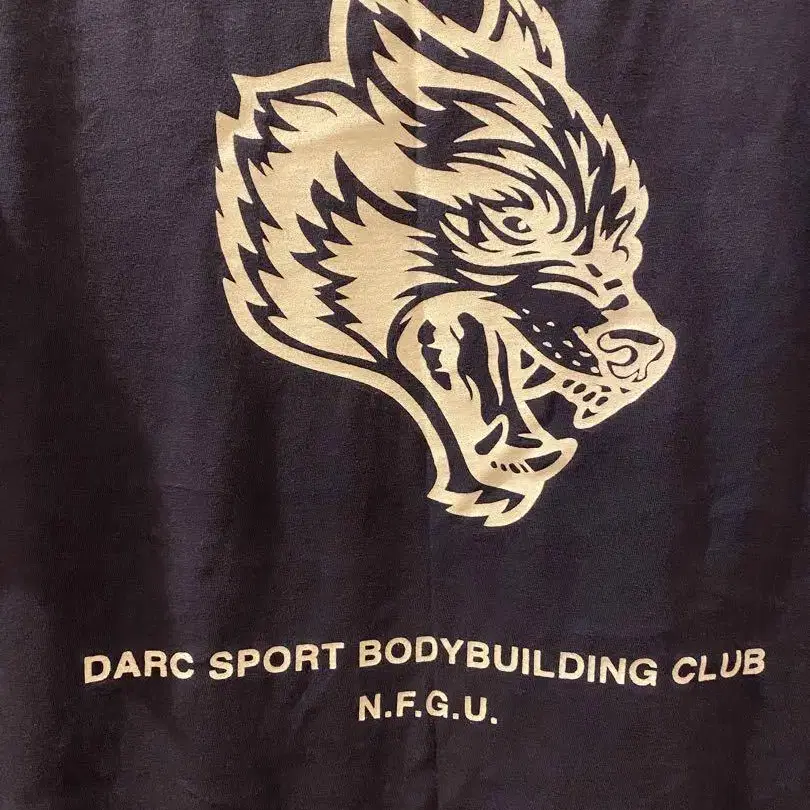 DARC SPORT BODYBUILDING CLUB
N.F.G.U.